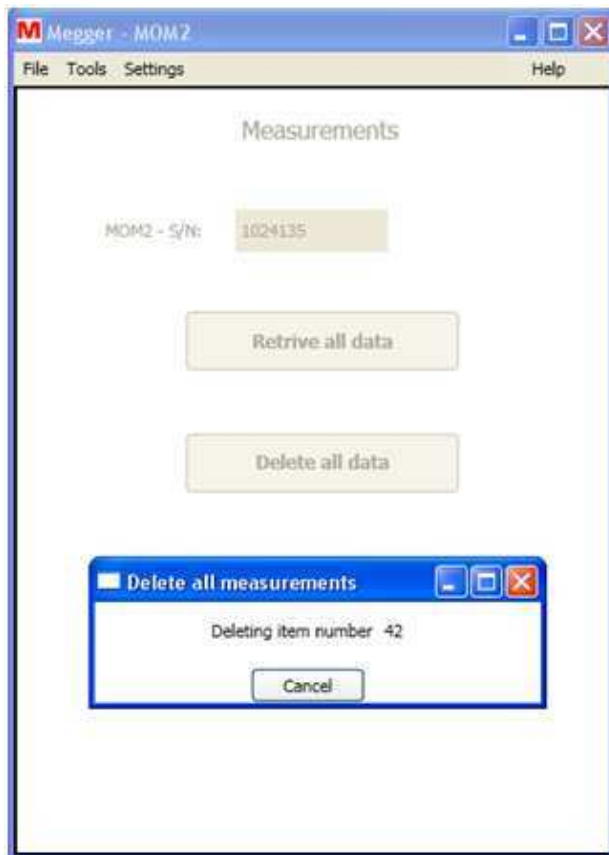 M Megger - MOM2
File Tools Settings Help
Measurements
MOM2 - S/N: 1024135
Retrive all data
Delete all data
Delete all measurements
Deleting item number 42
Cancel